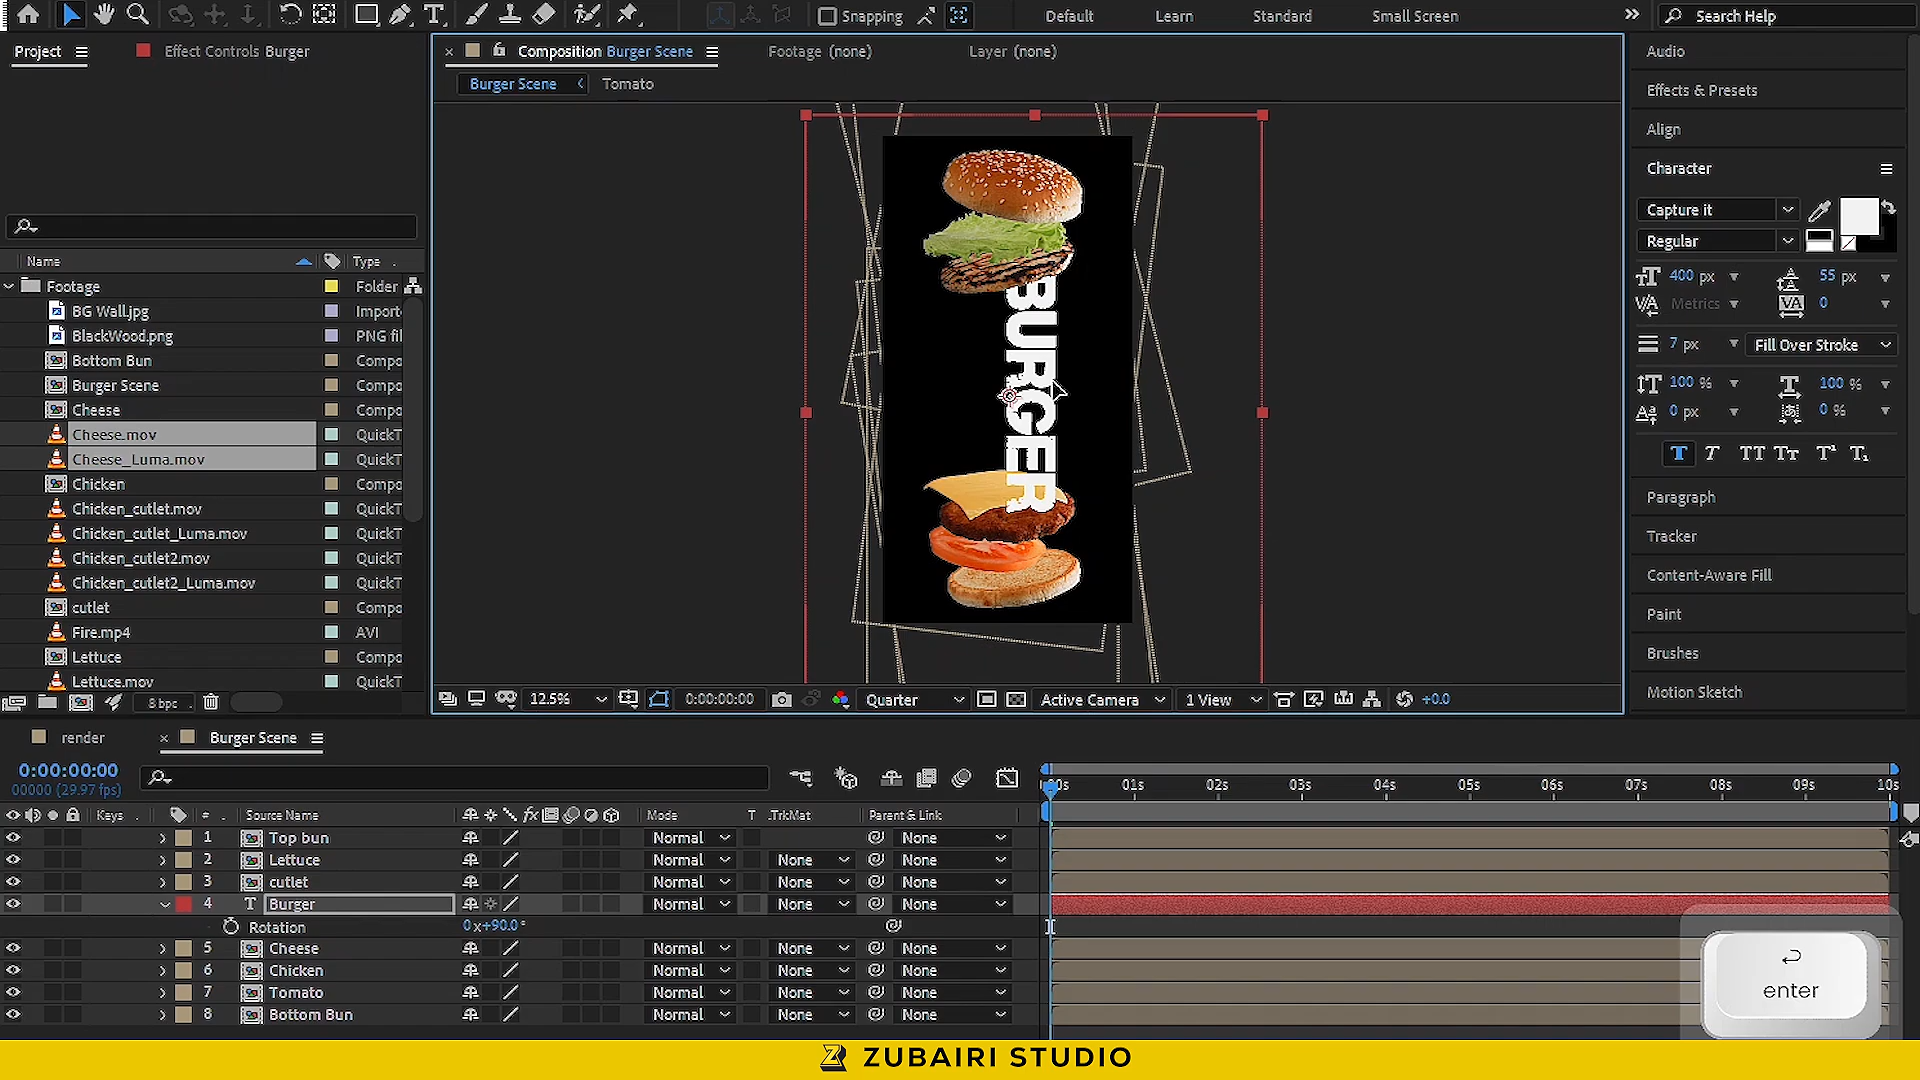 Snapping
Default
Learn
Standard
Small Screen
Search Help
Project
Effect Controls Burger
Composition Burger Scene
Footage (none)
Layer (none)
Burger Scene
Tomato
Name
Type
Footage
Folder
BG Wall.jpg
Import
BlackWood.png
PNG fil
Bottom Bun
Compo
Burger Scene
Compo
Cheese
Compo
Cheese.mov
QuickT
Cheese_Luma.mov
QuickT
Chicken
Compo
Chicken_cutlet.mov
QuickT
Chicken_cutlet_Luma.mov
QuickT
Chicken_cutlet2.mov
QuickT
Chicken_cutlet2_Luma.mov
QuickT
cutlet
Compo
Fire.mp4
AVI
Lettuce
Compo
Lettuce.mov
QuickT
8 bpc
BURGER
12.5%
0:00:00:00
Quarter
Active Camera
1 View
+0.0
Audio
Effects & Presets
Align
Character
Capture it
Regular
400 px
55 px
Metrics
0
7 px
Fill Over Stroke
100 %
100 %
0 px
0 %
T T TT Tт T¹ T₁
Paragraph
Tracker
Content-Aware Fill
Paint
Brushes
Motion Sketch
render
Burger Scene
0:00:00:00
00000 (29.97 fps)
00s 01s 02s 03s 04s 05s 06s 07s 08s 09s 10s
Keys
#
Source Name
fx
Mode
T .TrkMat
Parent & Link
1 Top bun Normal None
2 Lettuce Normal None None
3 cutlet Normal None None
4 T Burger Normal None None
Rotation 0x+90.0°
5 Cheese Normal None None
6 Chicken Normal None None
7 Tomato Normal None None
8 Bottom Bun Normal None None
enter
ZUBAIRI STUDIO